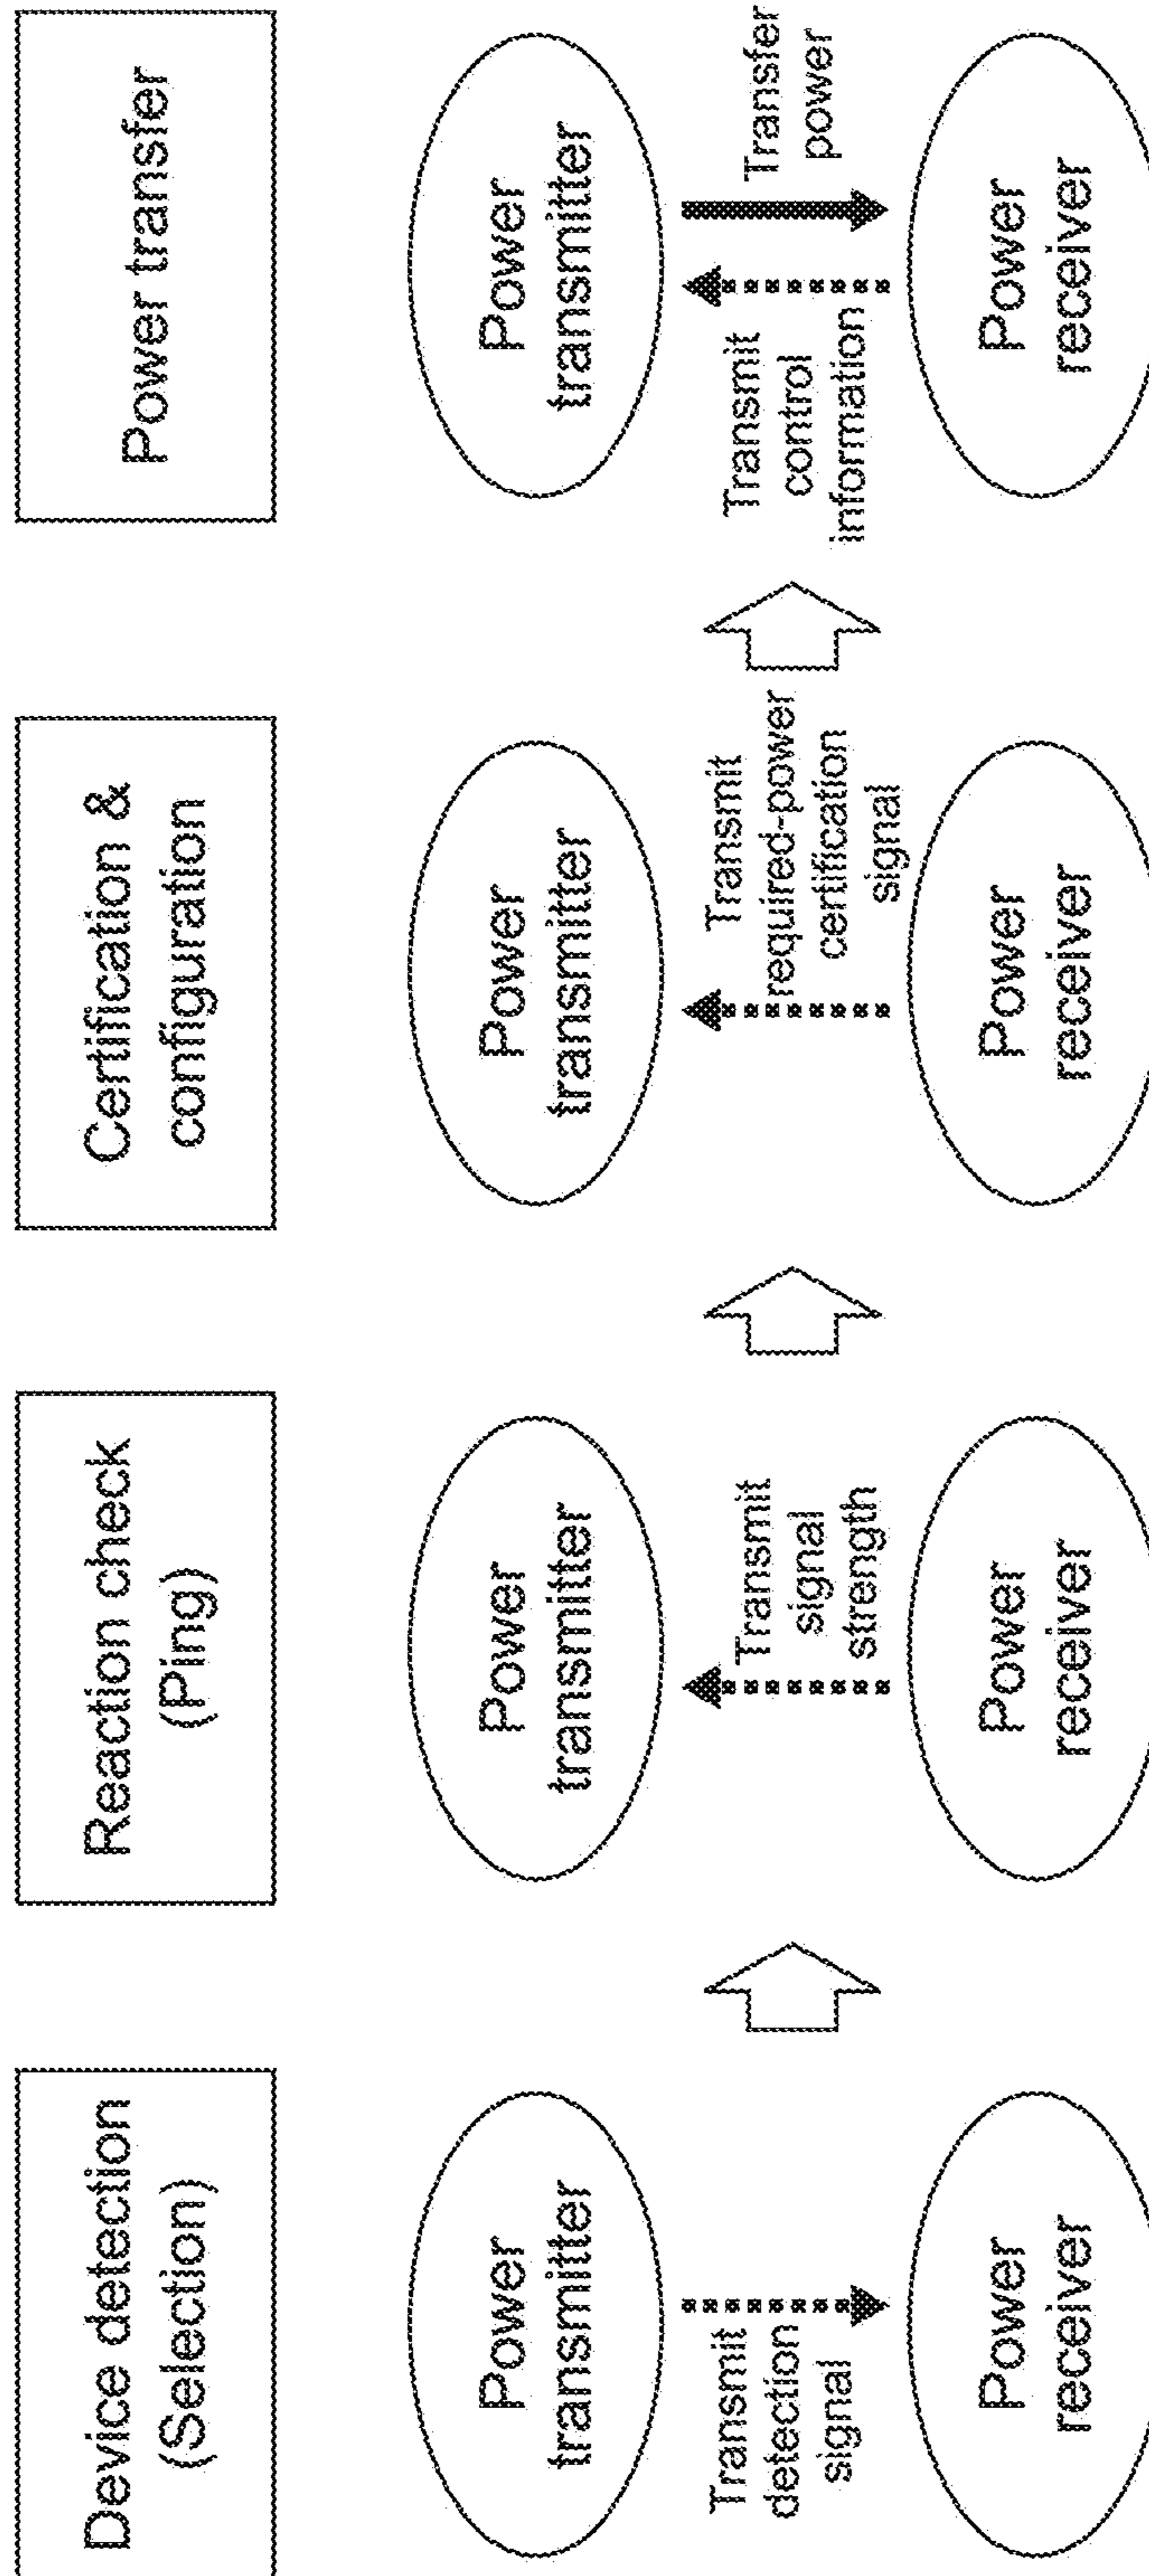 Device detection
(Selection)
Reaction check
(Ping)
Certification &
configuration
Power transfer
Power
transmitter
Power
transmitter
Power
transmitter
Power
transmitter
Transmit
detection
signal
Transmit
signal
strength
Transmit
required-power
certification
signal
Transmit
control
information
Transfer
power
Power
receiver
Power
receiver
Power
receiver
Power
receiver